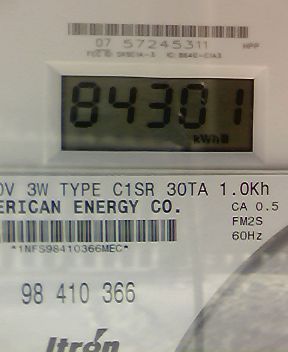 07 57245311
HPP
84301
kWh
0V 3W TYPE C1SR 30TA 1.0Kh
ERICAN ENERGY CO.
CA 0.5
FM2S
60Hz
*1NFS98410366MEC*
98 410 366
Itron